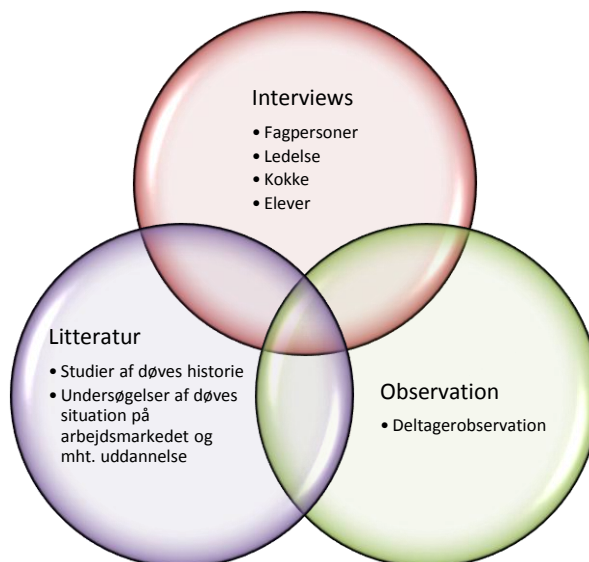 Interviews
• Fagpersoner
• Ledelse
• Kokke
• Elever
Litteratur
• Studier af døves historie
• Undersøgelser af døves
situation på
arbejdsmarkedet og
mht. uddannelse
Observation
• Deltagerobservation